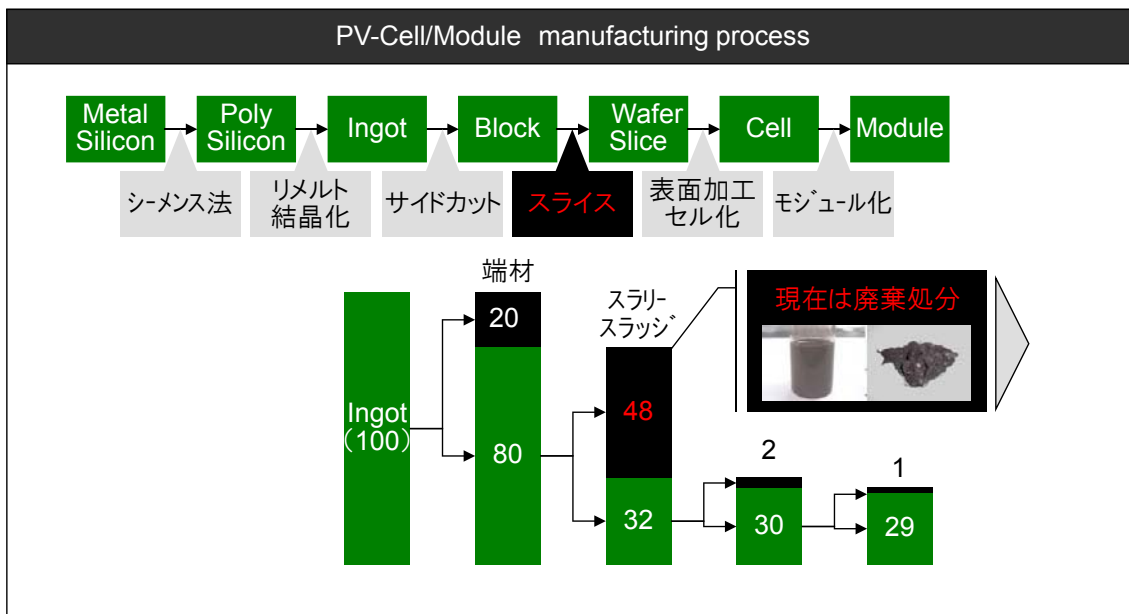 PV-Cell/Module manufacturing process
Metal
Silicon
Poly
Silicon
Ingot
Block
Wafer
Slice
Cell
Module
シーメンス法
リメルト
結晶化
サイドカット
スライス
表面加工
セル化
モジュール化
端材
20
80
Ingot
(100)
スラリー
スラッジ
48
32
現在は廃棄処分
2
30
1
29